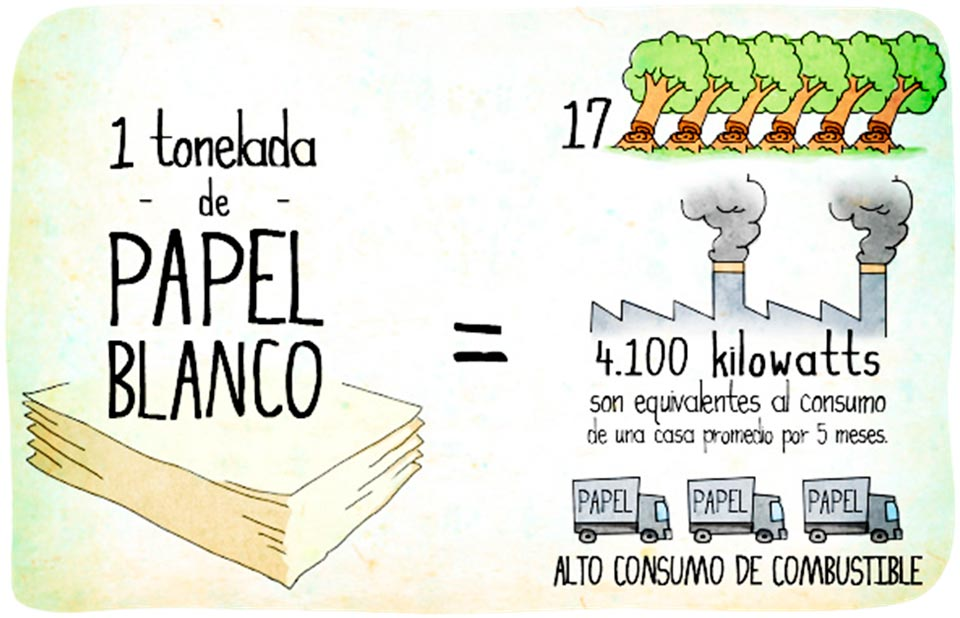 1 tonelada
- de -
PAPEL
BLANCO
=
17
4.100 kilowatts
son equivalentes al consumo
de una casa promedio por 5 meses.
PAPEL PAPEL PAPEL
ALTO CONSUMO DE COMBUSTIBLE